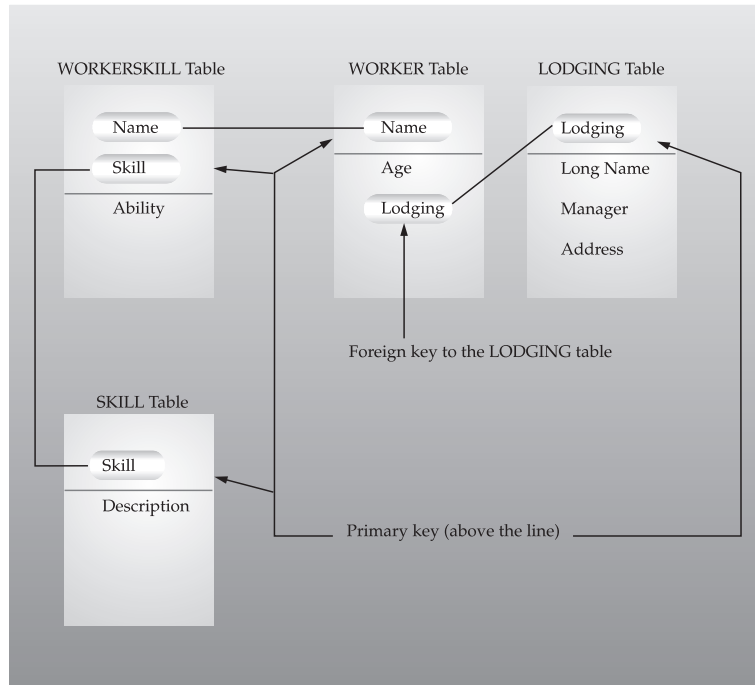 WORKERSKILL Table
Name
Skill
Ability
WORKER Table
Name
Age
Lodging
LODGING Table
Lodging
Long Name
Manager
Address
Foreign key to the LODGING table
SKILL Table
Skill
Description
Primary key (above the line)